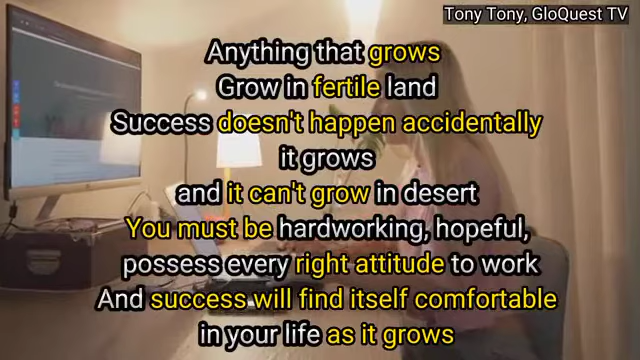 Tony Tony, GloQuest TV
Anything that grows
Grow in fertile land
Success doesn't happen accidentally
it grows
and it can't grow in desert
You must be hardworking, hopeful,
possess every right attitude to work
And success will find itself comfortable
in your life as it grows